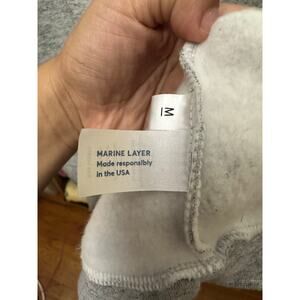 M
MARINE LAYER
Made responsibly
in the USA